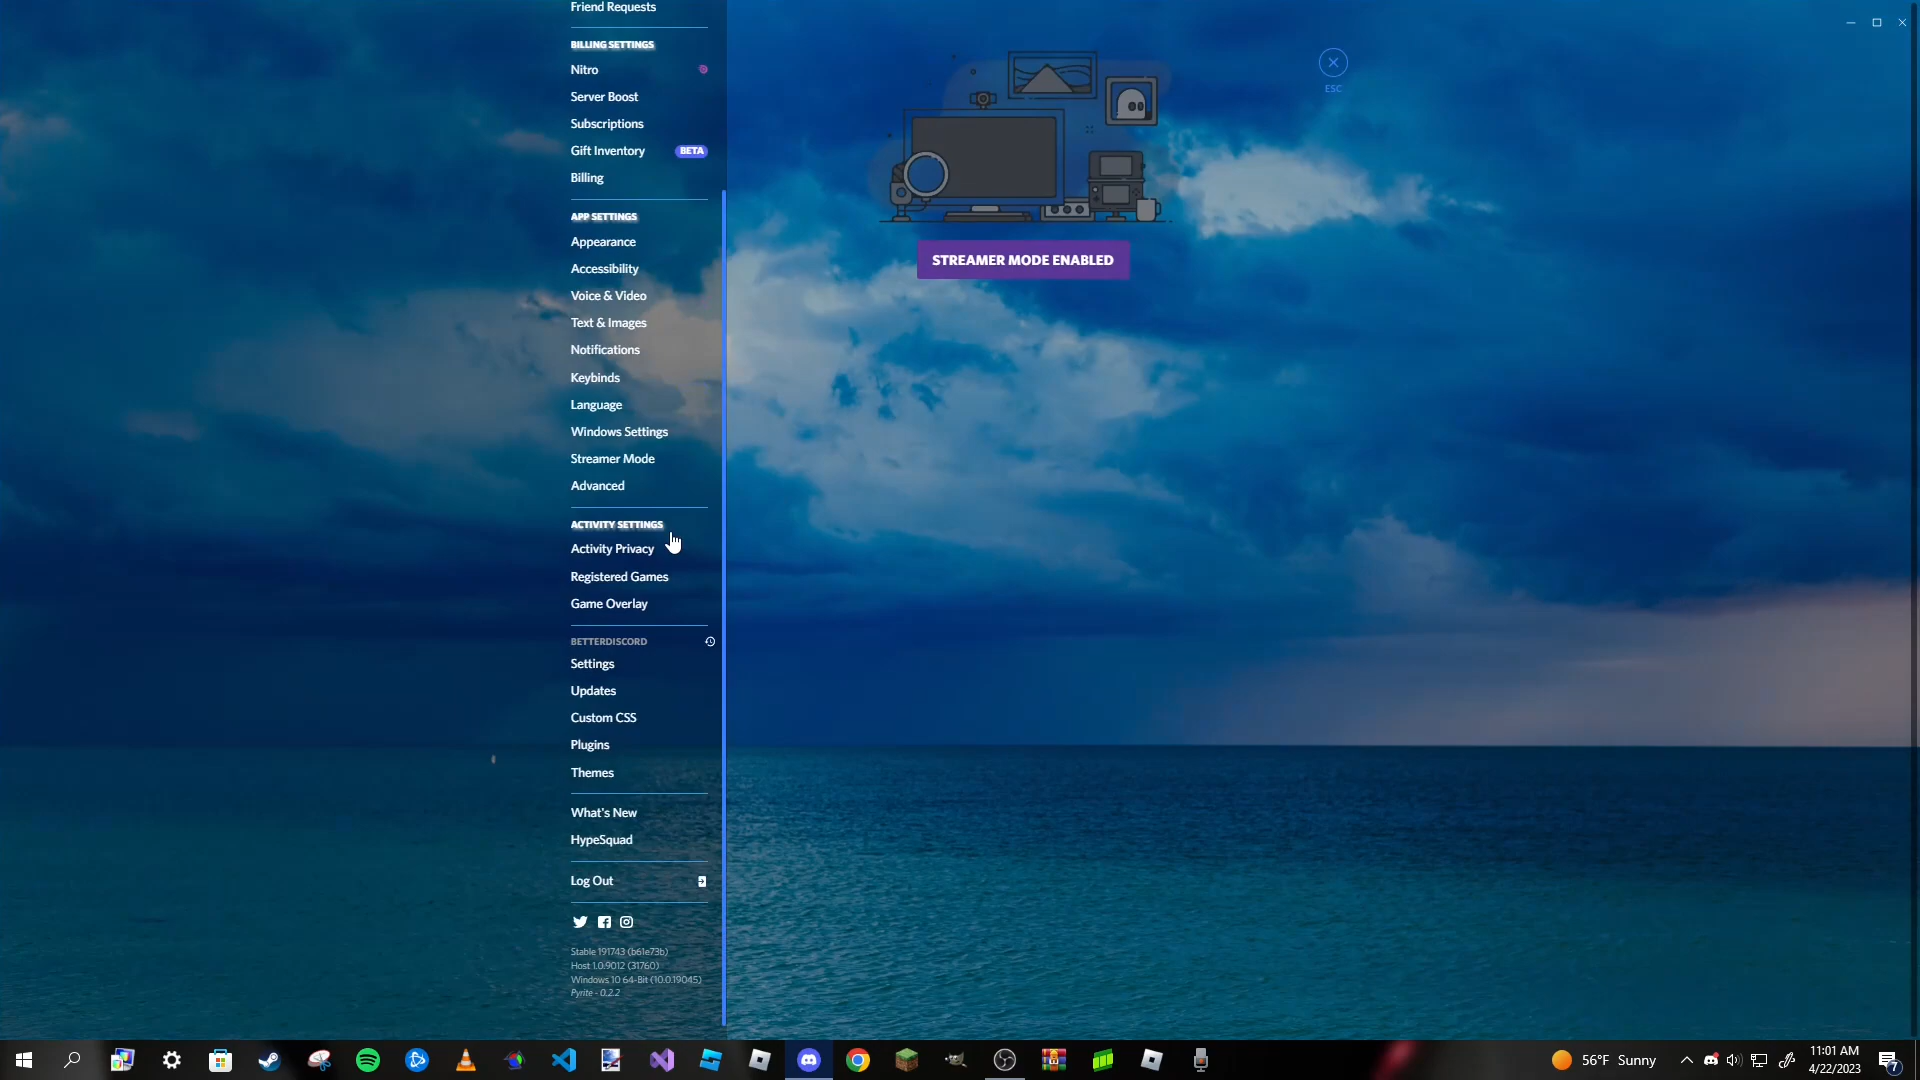 Friend Requests
BILLING SETTINGS
Nitro
Server Boost
Subscriptions
Gift Inventory BETA
Billing
APP SETTINGS
Appearance
Accessibility
Voice & Video
Text & Images
Notifications
Keybinds
Language
Windows Settings
Streamer Mode
Advanced
ACTIVITY SETTINGS
Activity Privacy
Registered Games
Game Overlay
BETTERDISCORD
Settings
Updates
Custom CSS
Plugins
Themes
What's New
HypeSquad
Log Out
Stable 191743 (b61e73b)
Host 1.0.9012 (31760)
Windows 10 64-Bit (10.0.19045)
Pyrite - 0.2.2
ESC
STREAMER MODE ENABLED
56°F Sunny
11:01 AM
4/22/2023
7